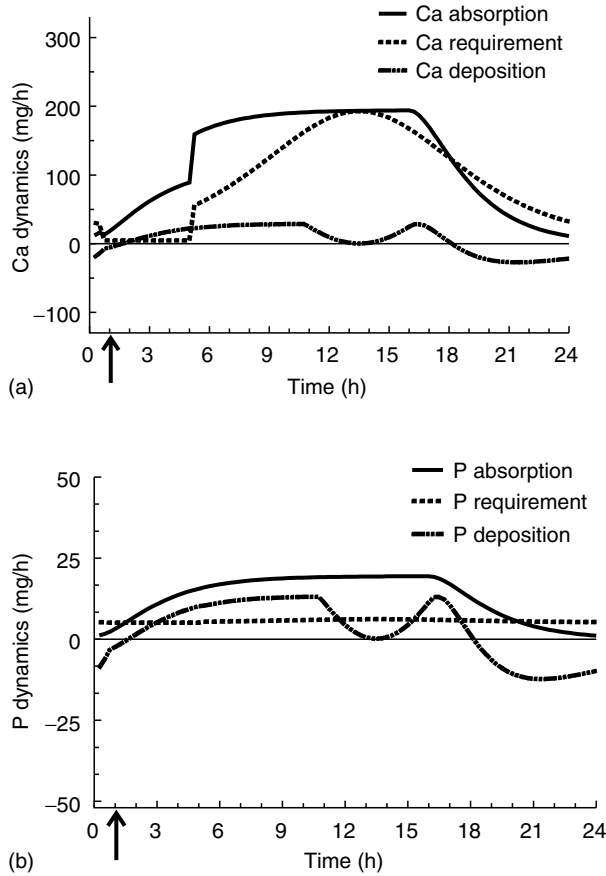 Ca absorption
Ca requirement
Ca deposition
Ca dynamics (mg/h)
300
200
100
0
−100
0 3 6 9 12 15 18 21 24
(a)
Time (h)
P absorption
P requirement
P deposition
P dynamics (mg/h)
50
25
0
−25
−50
0 3 6 9 12 15 18 21 24
(b)
Time (h)